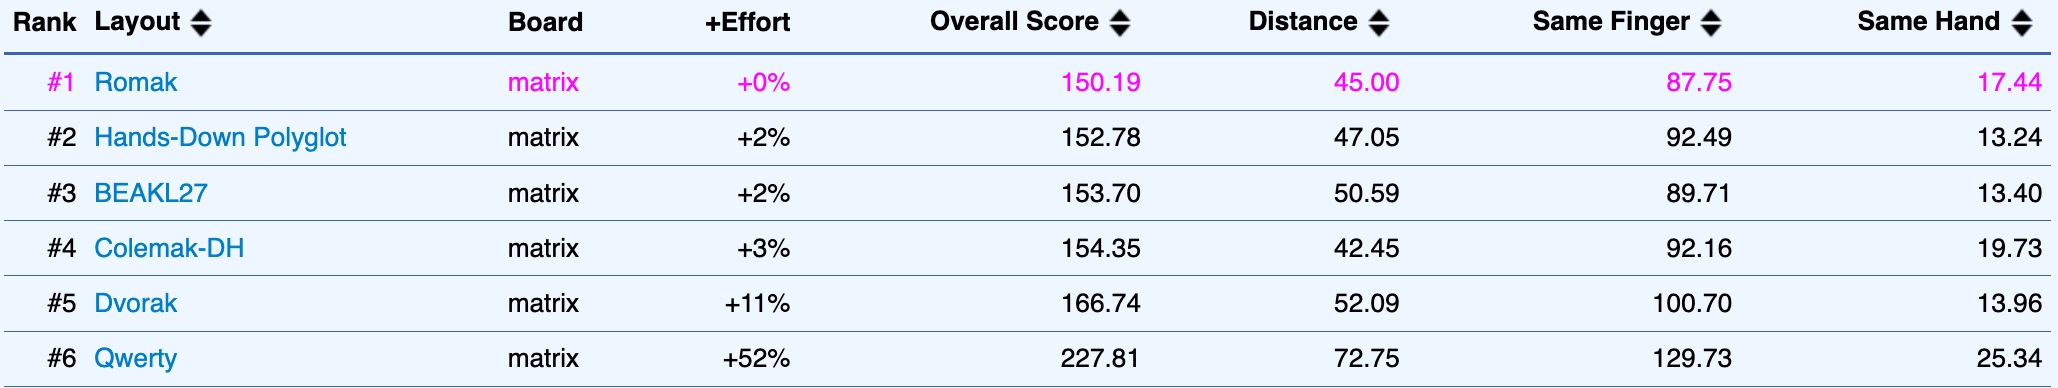 Rank Layout Board +Effort Overall Score Distance Same Finger Same Hand
#1 Romak matrix +0% 150.19 45.00 87.75 17.44
#2 Hands-Down Polyglot matrix +2% 152.78 47.05 92.49 13.24
#3 BEAKL27 matrix +2% 153.70 50.59 89.71 13.40
#4 Colemak-DH matrix +3% 154.35 42.45 92.16 19.73
#5 Dvorak matrix +11% 166.74 52.09 100.70 13.96
#6 Qwerty matrix +52% 227.81 72.75 129.73 25.34